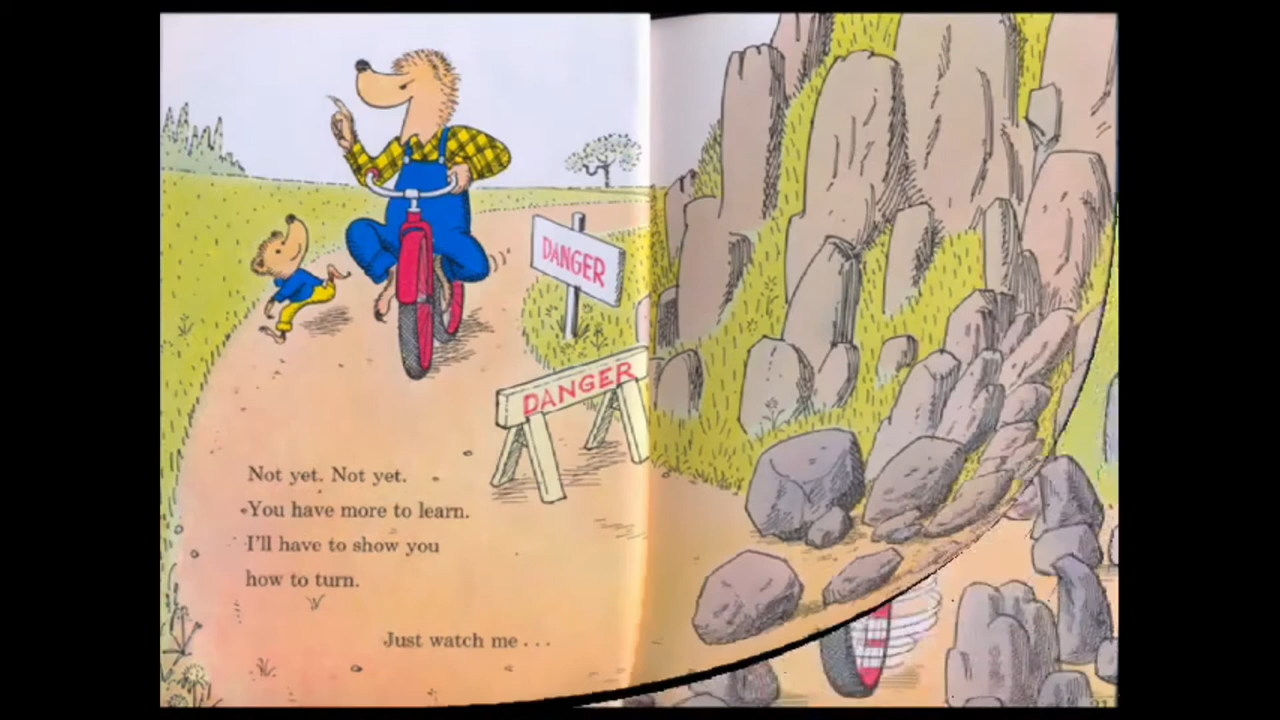 DANGER
DANGER
Not yet. Not yet.
You have more to learn.
I'll have to show you
how to turn.
Just watch me . . .